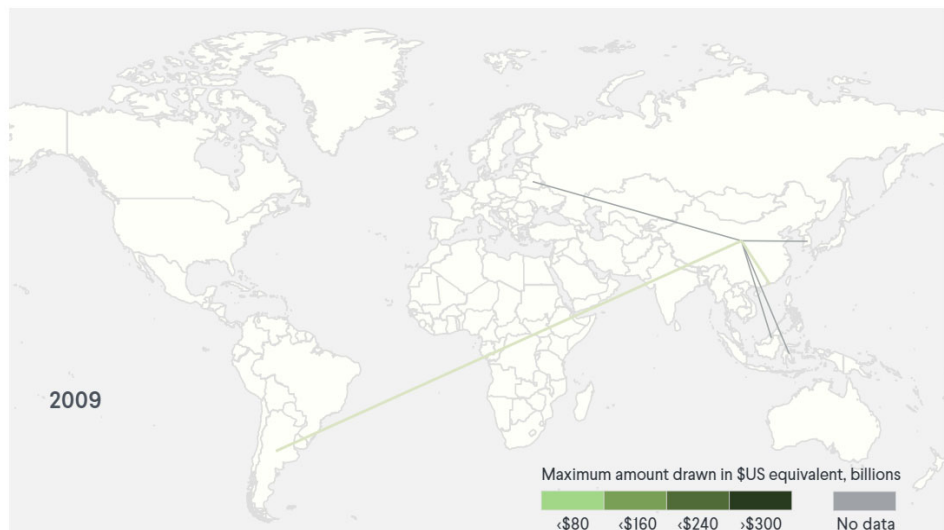 2009
Maximum amount drawn in $US equivalent, billions
<$80 <$160 <$240 >$300 No data